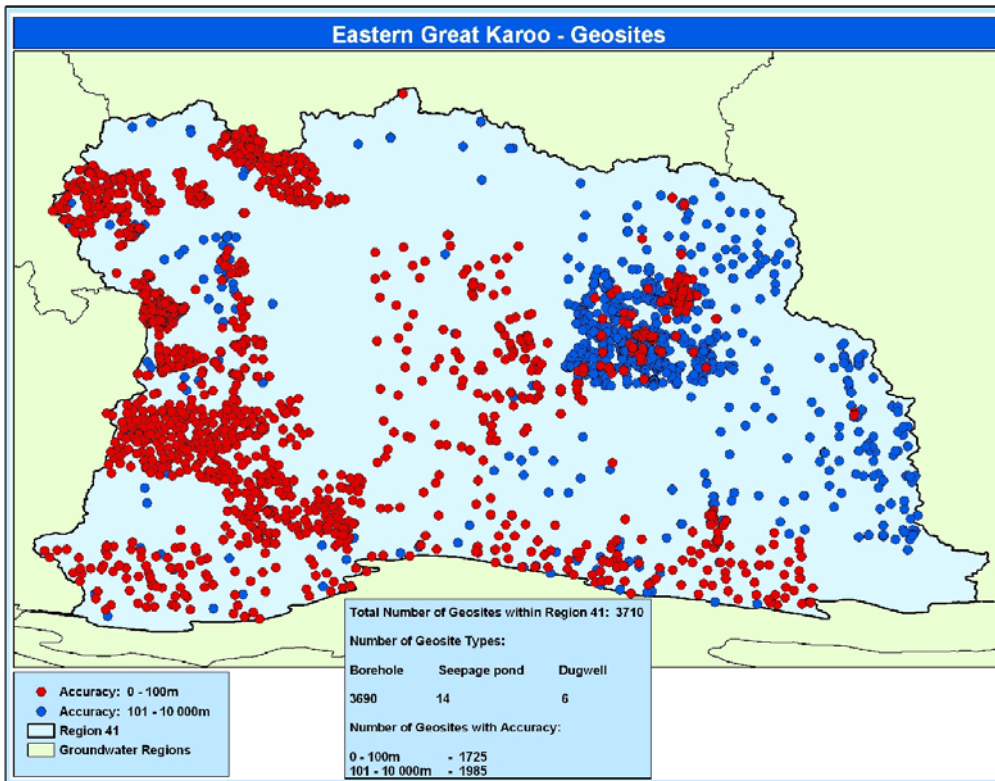 Eastern Great Karoo - Geosites
Total Number of Geosites within Region 41: 3710
Number of Geosite Types:
Borehole Seepage pond Dugwell
3690 14 6
Number of Geosites with Accuracy:
0 - 100m - 1725
101 - 10 000m - 1985
Accuracy: 0 - 100m
Accuracy: 101 - 10 000m
Region 41
Groundwater Regions